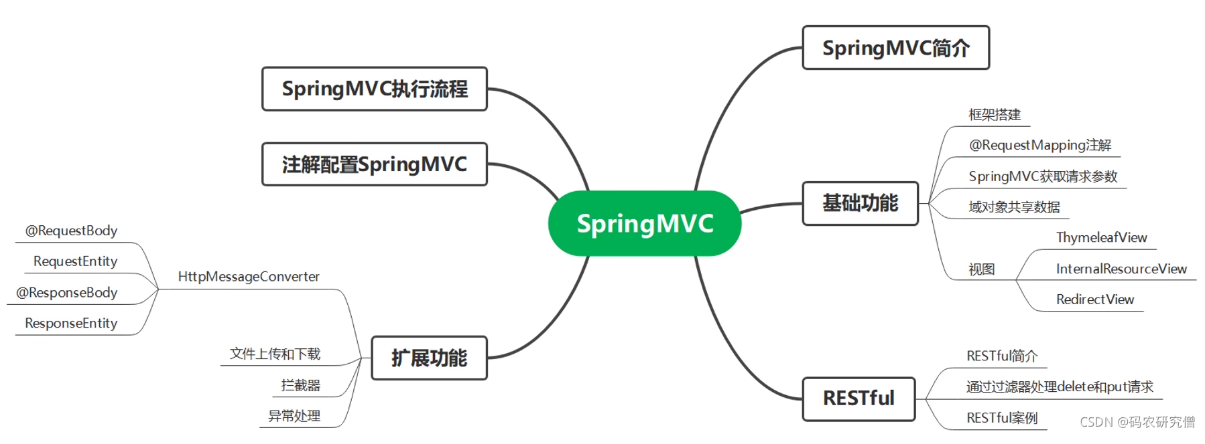 SpringMVC
SpringMVC简介
基础功能
框架搭建
@RequestMapping注解
SpringMVC获取请求参数
域对象共享数据
视图
ThymeleafView
InternalResourceView
RedirectView
RESTful
RESTful简介
通过过滤器处理delete和put请求
RESTful案例
SpringMVC执行流程
注解配置SpringMVC
扩展功能
HttpMessageConverter
@RequestBody
RequestEntity
@ResponseBody
ResponseEntity
文件上传和下载
拦截器
异常处理
CSDN @码农研究僧